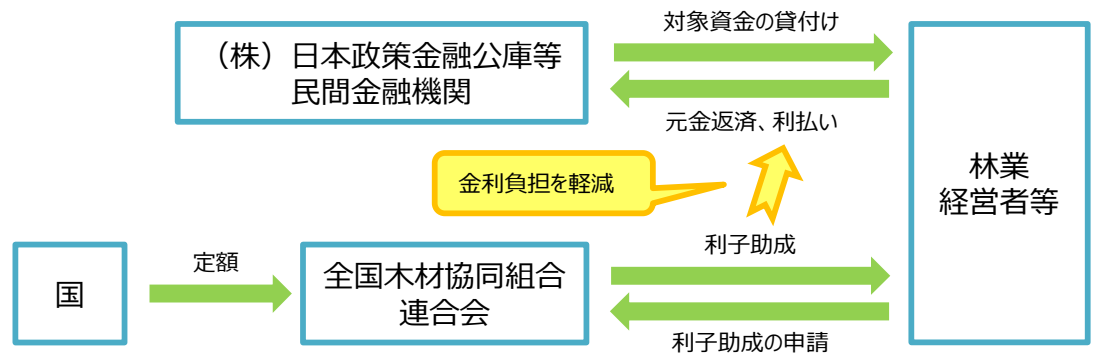 対象資金の貸付け
（株）日本政策金融公庫等
民間金融機関
元金返済、利払い
林業
経営者等
金利負担を軽減
利子助成
国
定額
全国木材協同組合
連合会
利子助成の申請